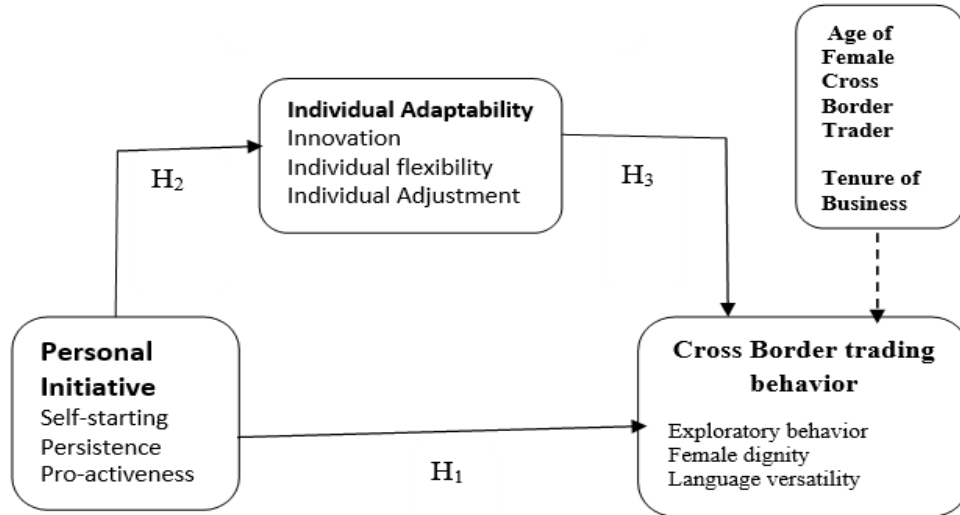 Age of
Female
Cross
Border
Trader
Tenure of
Business
Individual Adaptability
Innovation
Individual flexibility
Individual Adjustment
H₂
H₃
Personal
Initiative
Self-starting
Persistence
Pro-activeness
H₁
Cross Border trading
behavior
Exploratory behavior
Female dignity
Language versatility